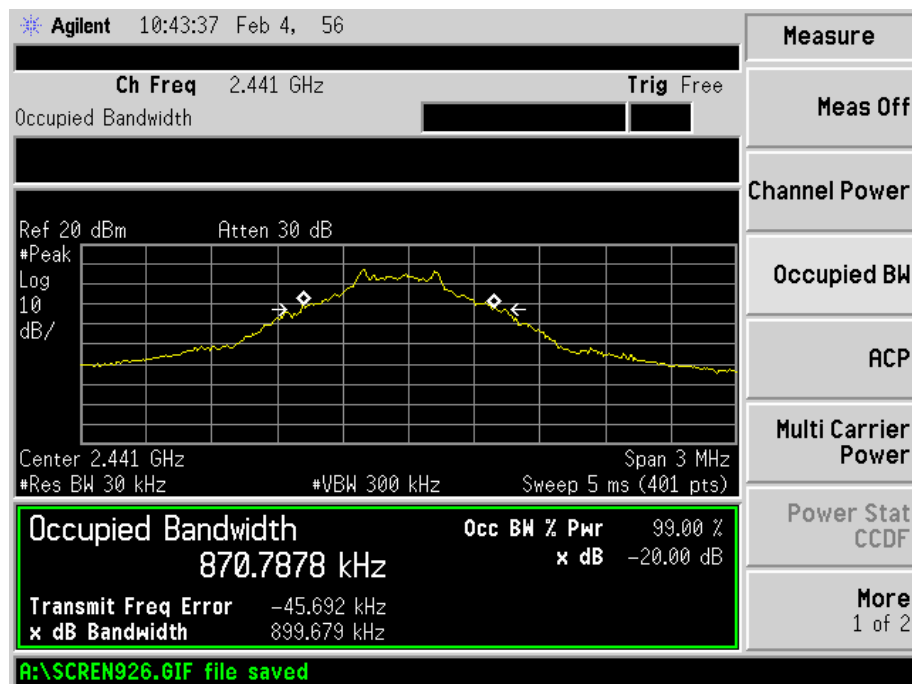 Agilent 10:43:37 Feb 4, 56
Measure
Ch Freq 2.441 GHz Trig Free
Occupied Bandwidth
Meas Off
Channel Power
Occupied BW
ACP
Multi Carrier
Power
Power Stat
CCDF
More
1 of 2
Ref 20 dBm Atten 30 dB
#Peak
Log
10
dB/
Center 2.441 GHz Span 3 MHz
#Res BW 30 kHz #VBW 300 kHz Sweep 5 ms (401 pts)
Occupied Bandwidth
870.7878 kHz
Occ BW % Pwr 99.00 %
x dB -20.00 dB
Transmit Freq Error -45.692 kHz
x dB Bandwidth 899.679 kHz
A:\SCREN926.GIF file saved